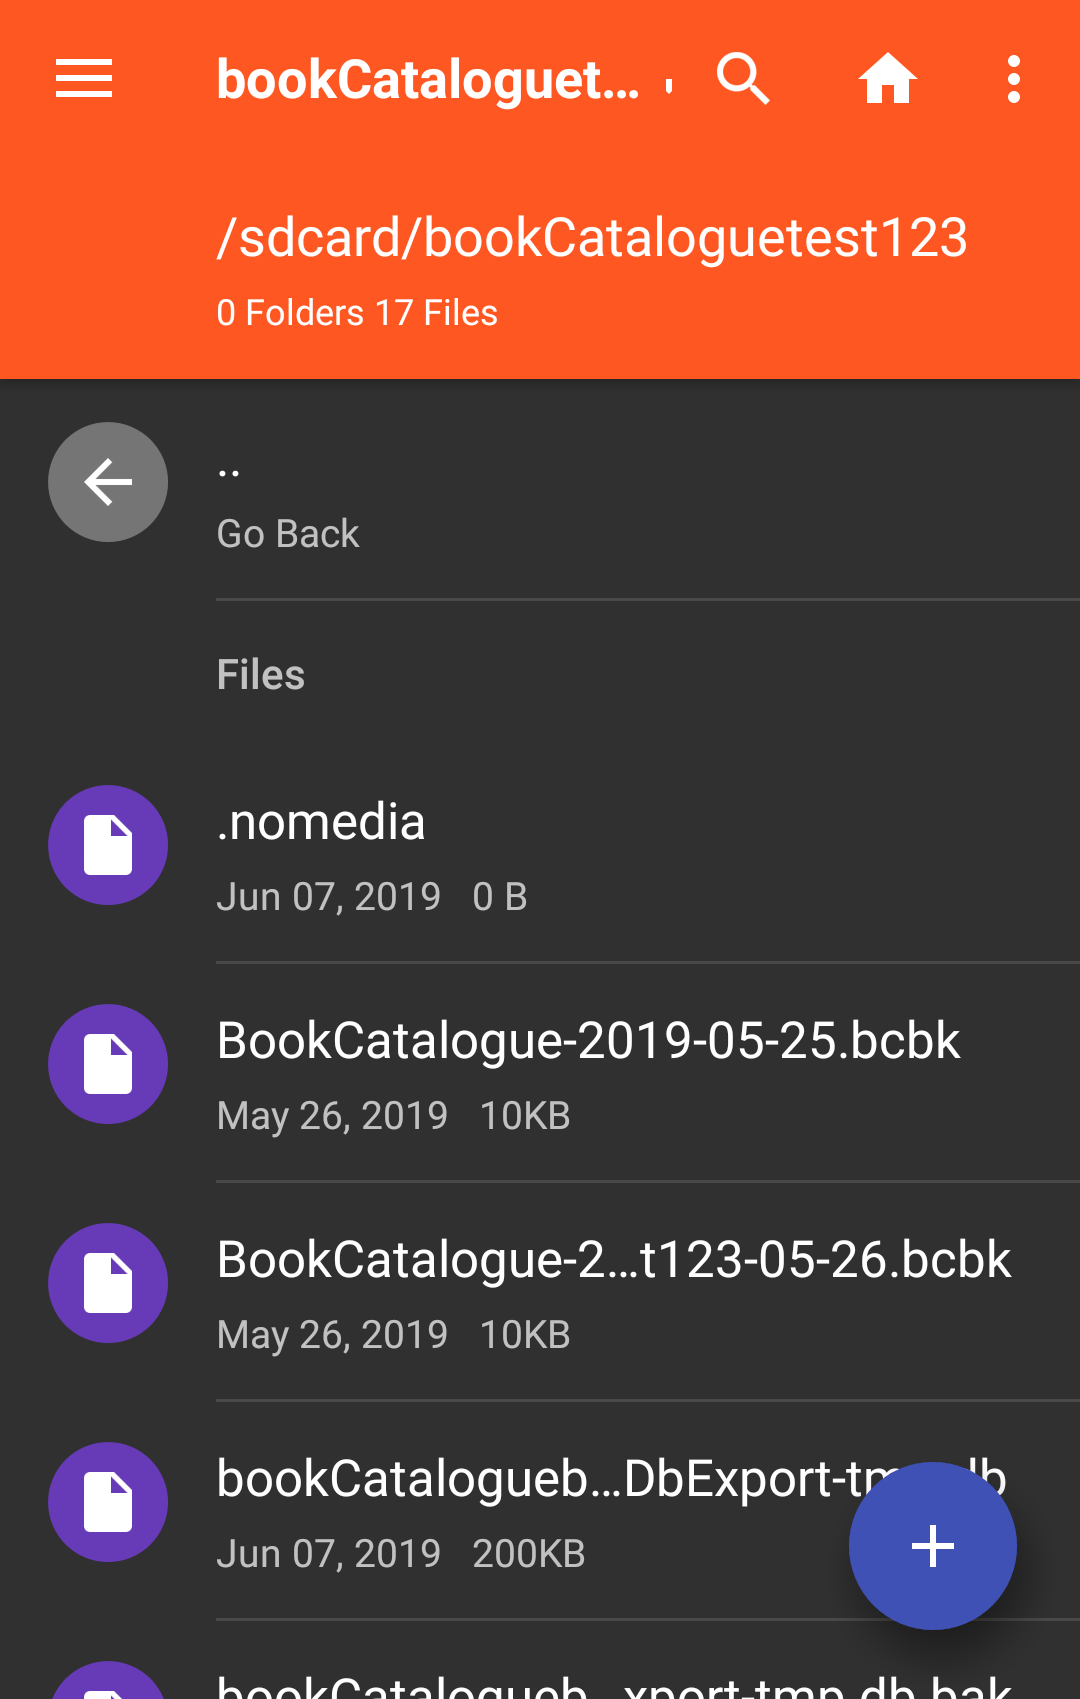 bookCataloguet...
/sdcard/bookCataloguetest123
0 Folders 17 Files
..
Go Back
Files
.nomedia
Jun 07, 2019 0 B
BookCatalogue-2019-05-25.bcbk
May 26, 2019 10KB
BookCatalogue-2...t123-05-26.bcbk
May 26, 2019 10KB
bookCatalogueb...DbExport-tm
Jun 07, 2019 200KB
bookCatalogueb...xport-tmp.db.bak